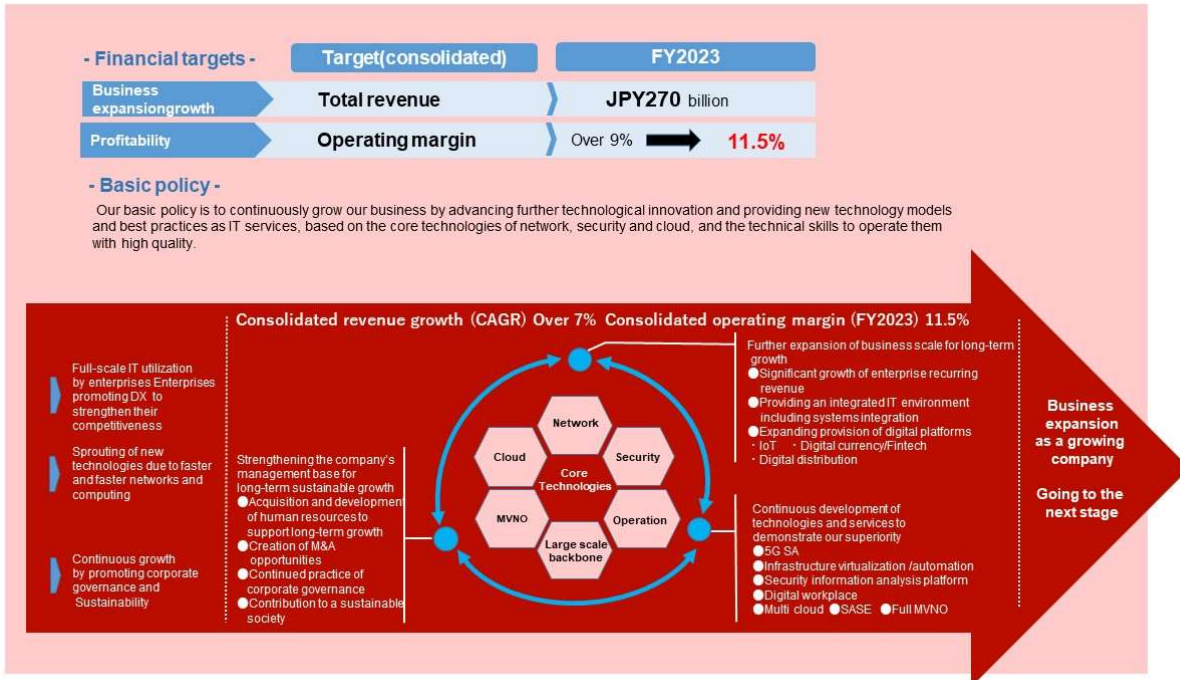 - Financial targets -
Target(consolidated)
FY2023
Business
expansiongrowth
Total revenue
JPY270 billion
Profitability
Operating margin
Over 9%
11.5%
- Basic policy -
Our basic policy is to continuously grow our business by advancing further technological innovation and providing new technology models
and best practices as IT services, based on the core technologies of network, security and cloud, and the technical skills to operate them
with high quality.
Consolidated revenue growth (CAGR) Over 7% Consolidated operating margin (FY2023) 11.5%
Full-scale IT utilization
by enterprises Enterprises
promoting DX to
strengthen their
competitiveness
Sprouting of new
technologies due to faster
and faster networks and
computing
Continuous growth
by promoting corporate
governance and
Sustainability
Strengthening the company's
management base for
long-term sustainable growth
●Acquisition and development
of human resources to
support long-term growth
●Creation of M&A
opportunities
●Continued practice of
corporate governance
●Contribution to a sustainable
society
Network
Cloud
Security
Core
Technologies
MVNO
Operation
Large scale
backbone
Further expansion of business scale for long-term
growth
●Significant growth of enterprise recurring
revenue
●Providing an integrated IT environment
including systems integration
●Expanding provision of digital platforms
・IoT ・Digital currency/Fintech
・Digital distribution
Continuous development of
technologies and services to
demonstrate our superiority
●5G SA
●Infrastructure virtualization /automation
●Security information analysis platform
●Digital workplace
●Multi cloud ●SASE ●Full MVNO
Business
expansion
as a growing
company
Going to the
next stage